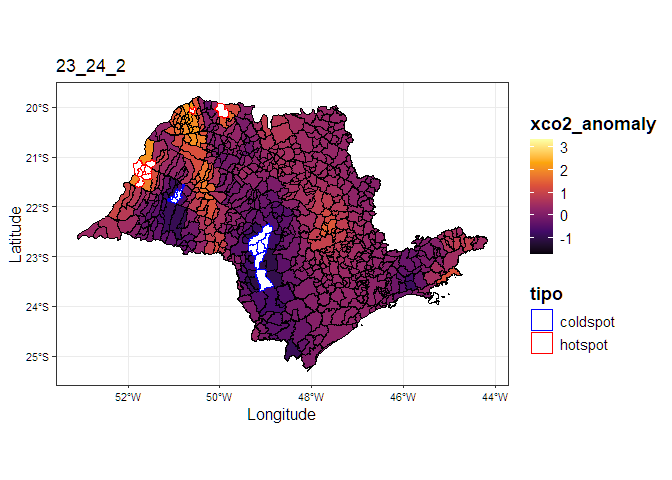 23_24_2
20°S
21°S
22°S
23°S
24°S
25°S
Latitude
52°W 50°W 48°W 46°W 44°W
Longitude
xco2_anomaly
3
2
1
0
-1
tipo
coldspot
hotspot